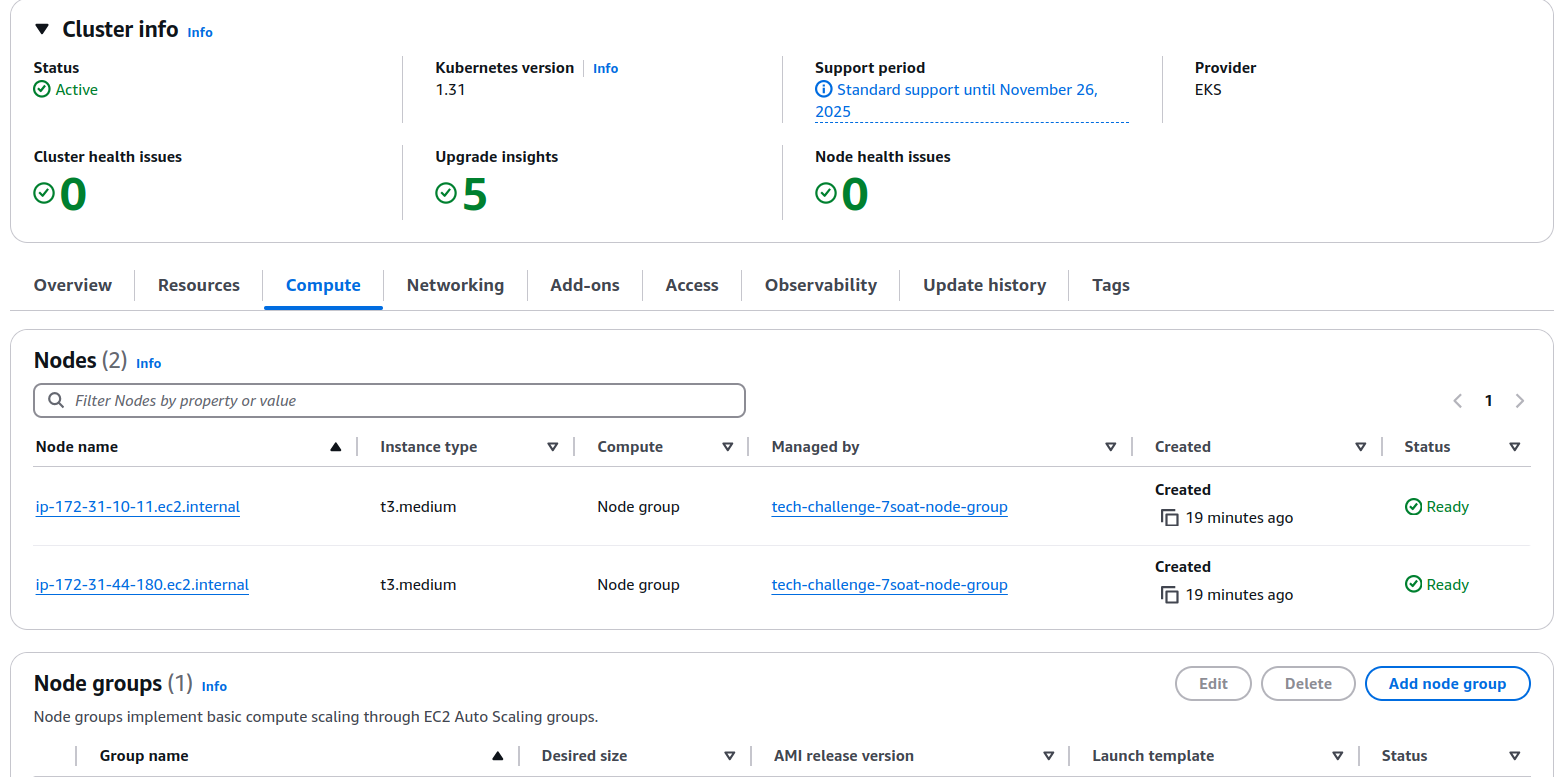 Cluster info Info
Status
Active
Kubernetes version Info
1.31
Support period
Standard support until November 26,
2025
Provider
EKS
Cluster health issues
0
Upgrade insights
5
Node health issues
0
Overview Resources Compute Networking Add-ons Access Observability Update history Tags
Nodes (2) Info
Filter Nodes by property or value
1
Node name Instance type Compute Managed by Created Status
ip-172-31-10-11.ec2.internal t3.medium Node group tech-challenge-7soat-node-group Created
19 minutes ago Ready
ip-172-31-44-180.ec2.internal t3.medium Node group tech-challenge-7soat-node-group Created
19 minutes ago Ready
Node groups (1) Info
Edit Delete Add node group
Node groups implement basic compute scaling through EC2 Auto Scaling groups.
Group name Desired size AMI release version Launch template Status